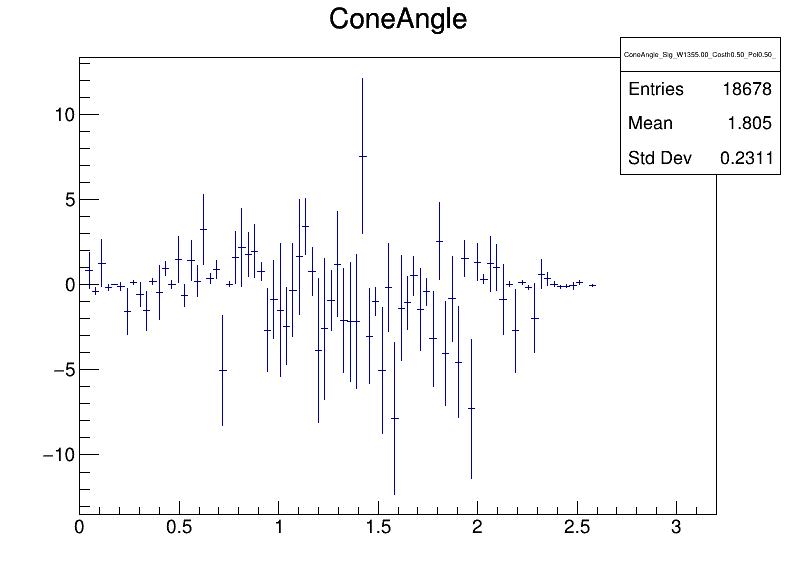 ConeAngle
ConeAngle_Sig_W1355.00_Costh0.50_Pol0.50_
Entries 18678
Mean 1.805
Std Dev 0.2311
10
5
0
−5
−10
0 0.5 1 1.5 2 2.5 3